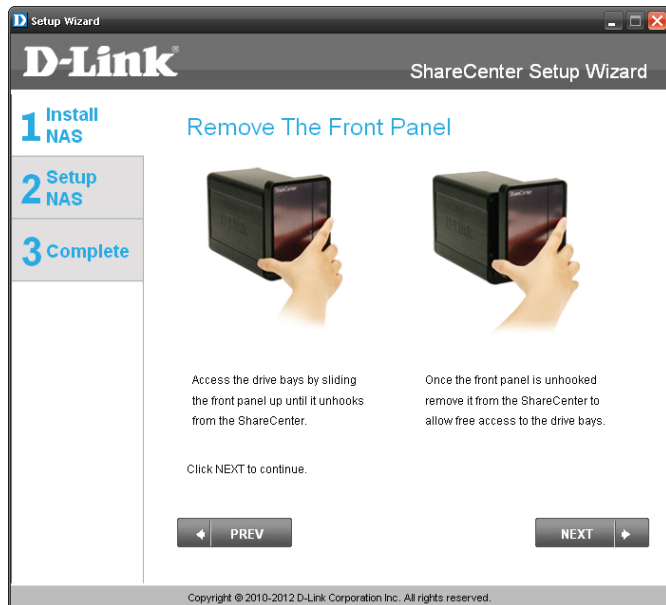 D Setup Wizard
D-Link®
ShareCenter Setup Wizard
1 Install
NAS
2 Setup
NAS
3 Complete
Remove The Front Panel
ShareCenter
D-Link
ShareCenter
D-Link
Access the drive bays by sliding
the front panel up until it unhooks
from the ShareCenter.
Once the front panel is unhooked
remove it from the ShareCenter to
allow free access to the drive bays.
Click NEXT to continue.
PREV
NEXT
Copyright © 2010-2012 D-Link Corporation Inc. All rights reserved.